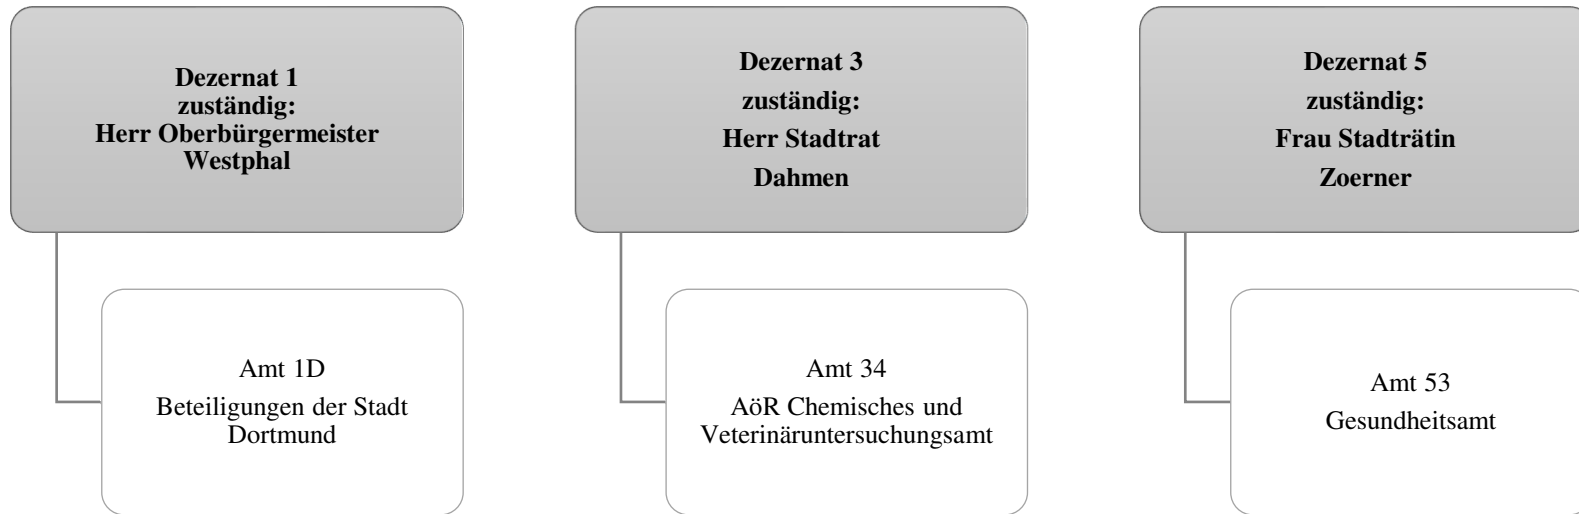 Dezernat 1
zuständig:
Herr Oberbürgermeister
Westphal
Amt 1D
Beteiligungen der Stadt
Dortmund
Dezernat 3
zuständig:
Herr Stadtrat
Dahmen
Amt 34
AöR Chemisches und
Veterinäruntersuchungsamt
Dezernat 5
zuständig:
Frau Stadträtin
Zoerner
Amt 53
Gesundheitsamt